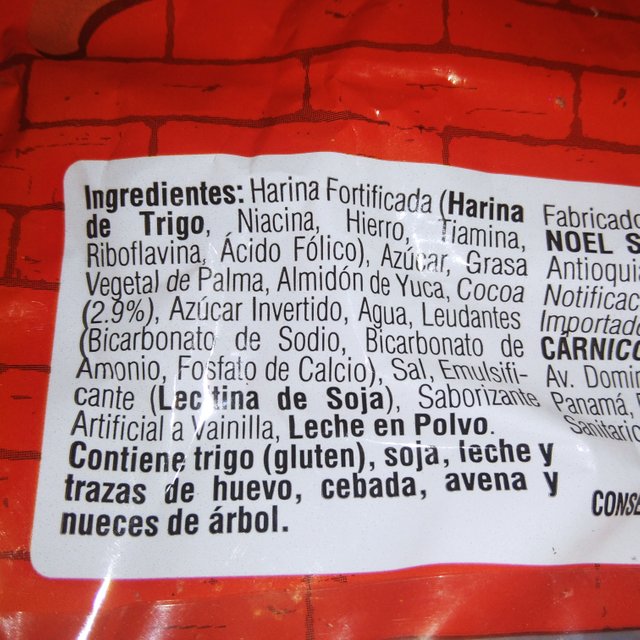 Ingredientes: Harina Fortificada (Harina
de Trigo, Niacina, Hierro, Tiamina,
Riboflavina, Ácido Fólico), Azúcar, Grasa
Vegetal de Palma, Almidón de Yuca, Cocoa
(2.9%), Azúcar Invertido, Agua, Leudantes
(Bicarbonato de Sodio, Bicarbonato de
Amonio, Fosfato de Calcio), Sal, Emulsifi-
cante (Lecitina de Soja), Saborizante
Artificial a Vainilla, Leche en Polvo.
Contiene trigo (gluten), soja, leche y
trazas de huevo, cebada, avena y
nueces de árbol.
Fabricado
NOEL S
Antioquia
Notificac
Importado
CÁRNICO
Av. Domin
Panamá,
Sanitario
CONSE